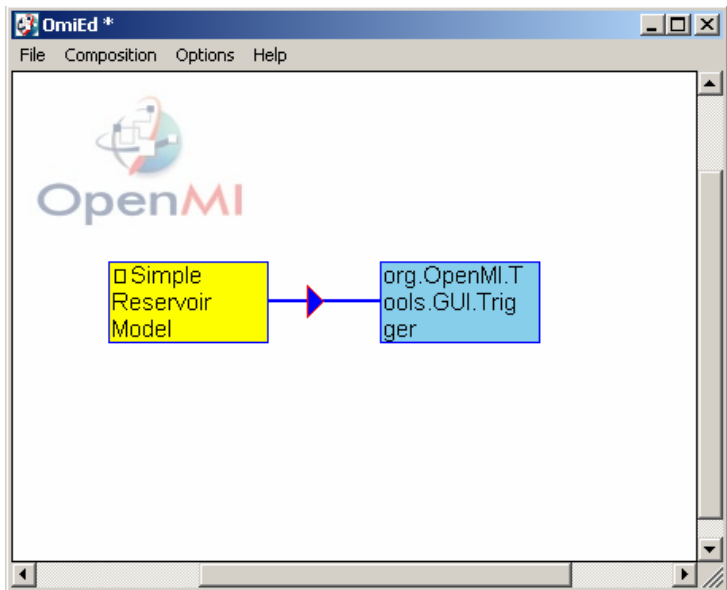 OmiEd *
File Composition Options Help
OpenMI
Simple
Reservoir
Model
org.OpenMI.T
ools.GUI.Trig
ger